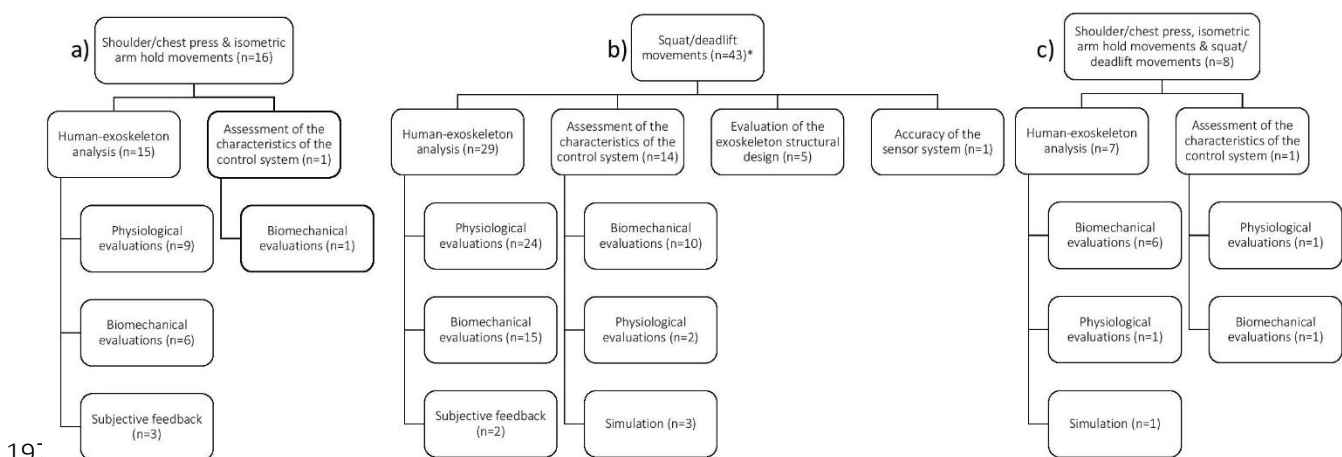 a)
Shoulder/chest press & isometric
arm hold movements (n=16)
Human-exoskeleton
analysis (n=15)
Assessment of the
characteristics of the
control system (n=1)
Physiological
evaluations (n=9)
Biomechanical
evaluations (n=1)
Biomechanical
evaluations (n=6)
Subjective feedback
(n=3)
b)
Squat/deadlift
movements (n=43)*
Human-exoskeleton
analysis (n=29)
Assessment of the
characteristics of the
control system (n=14)
Evaluation of the
exoskeleton structural
design (n=5)
Accuracy of the
sensor system (n=1)
Physiological
evaluations (n=24)
Biomechanical
evaluations (n=10)
Biomechanical
evaluations (n=15)
Physiological
evaluations (n=2)
Subjective feedback
(n=2)
Simulation (n=3)
c)
Shoulder/chest press, isometric
arm hold movements & squat/
deadlift movements (n=8)
Human-exoskeleton
analysis (n=7)
Assessment of the
characteristics of the
control system (n=1)
Biomechanical
evaluations (n=6)
Physiological
evaluations (n=1)
Physiological
evaluations (n=1)
Biomechanical
evaluations (n=1)
Simulation (n=1)